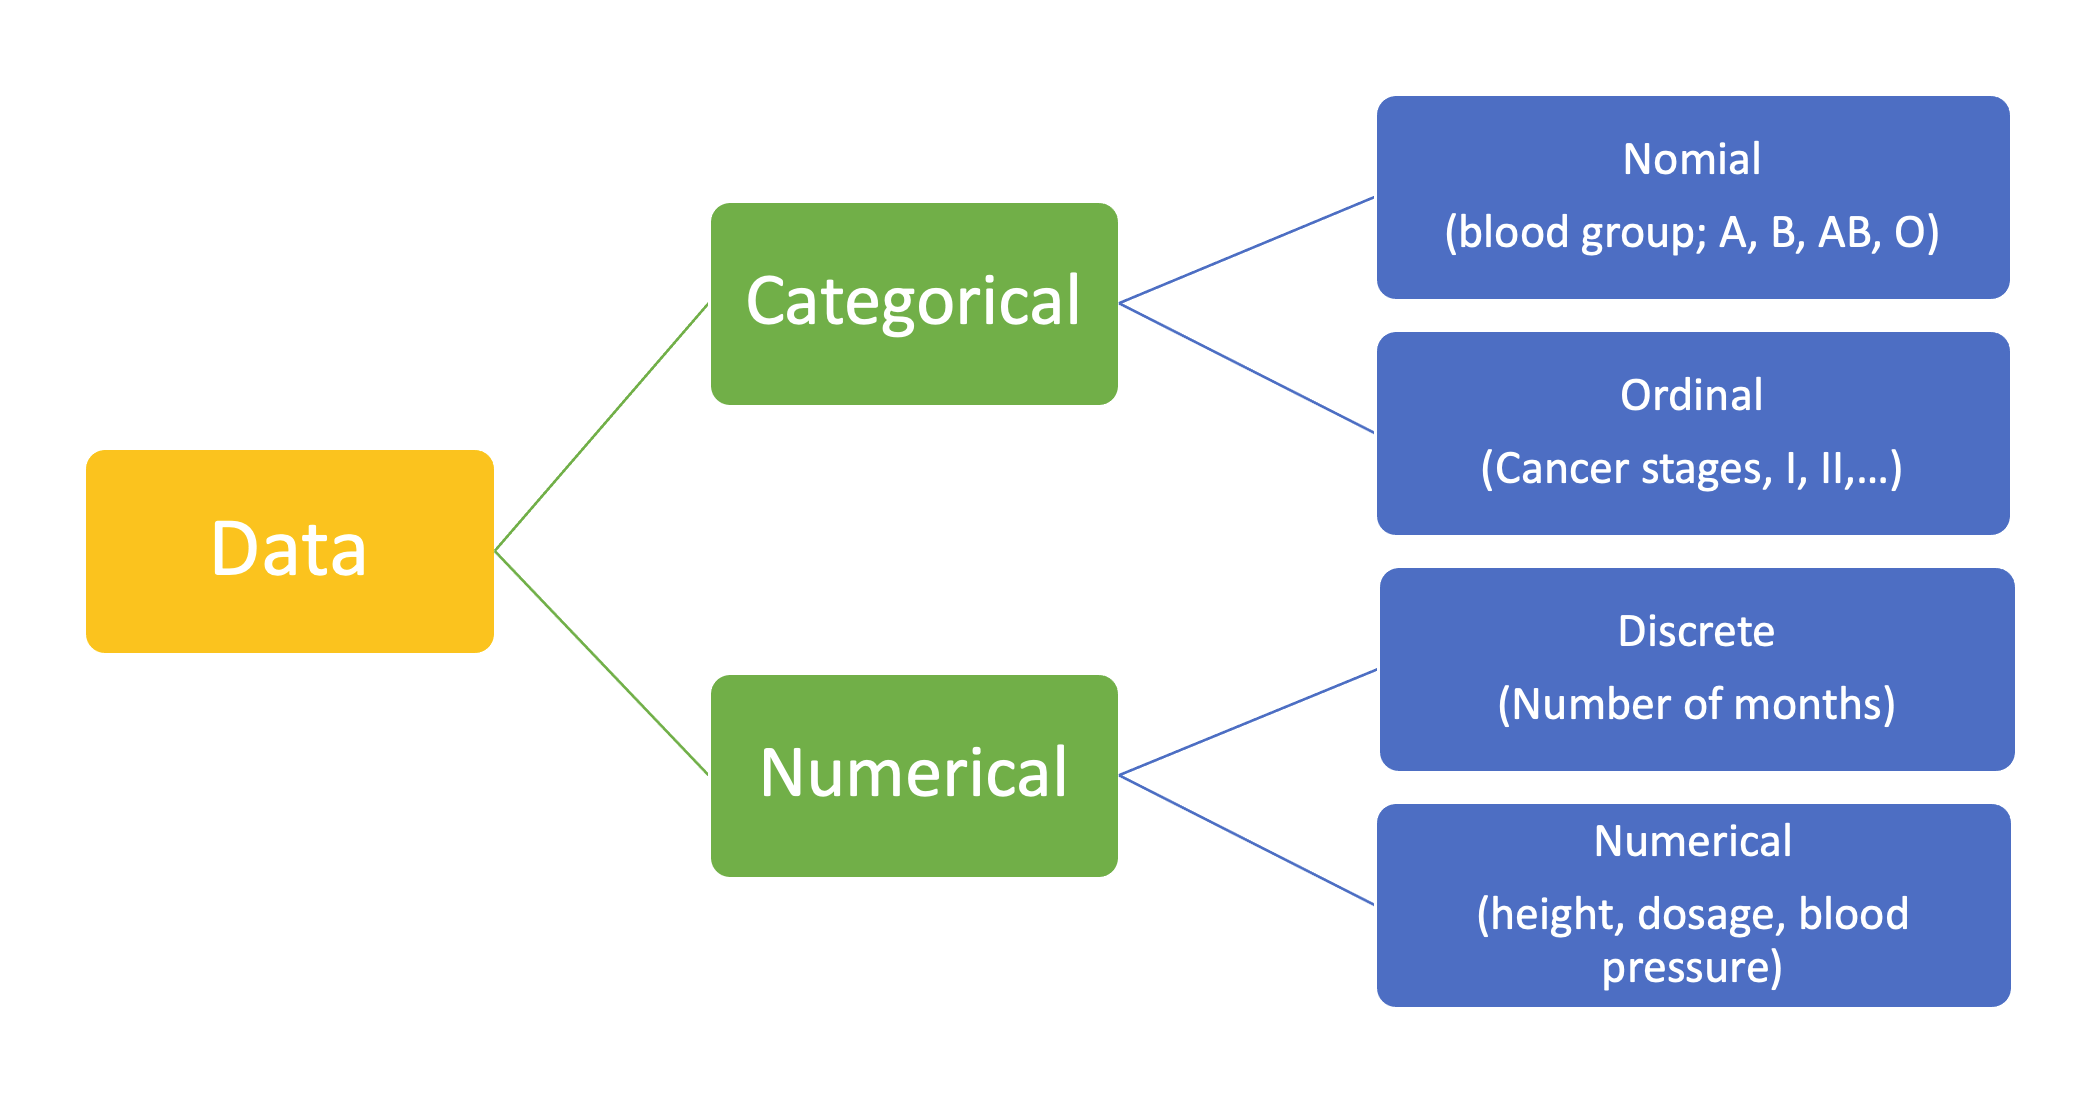 Data
Categorical
Nomial
(blood group; A, B, AB, O)
Ordinal
(Cancer stages, I, II,...)
Numerical
Discrete
(Number of months)
Numerical
(height, dosage, blood
pressure)